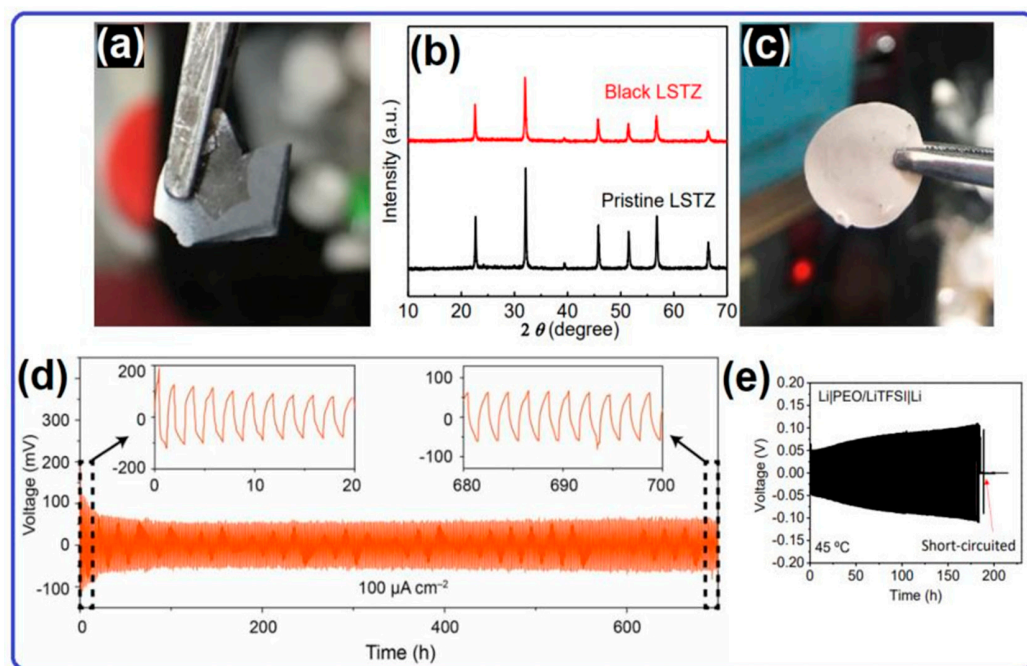 (a)
(b)
Black LSTZ
Pristine LSTZ
Intensity (a.u.)
10 20 30 40 50 60 70
2 θ (degree)
(c)
(d)
Voltage (mV)
300
200
100
0
-100
200
0
-200
0 10 20
100
0
-100
680 690 700
100 μA cm⁻²
0 200 400 600
Time (h)
(e)
Li|PEO/LiTFSI|Li
Voltage (V)
0.20
0.15
0.10
0.05
0.00
-0.05
-0.10
-0.15
-0.20
45 ºC
Short-circuited
0 50 100 150 200
Time (h)